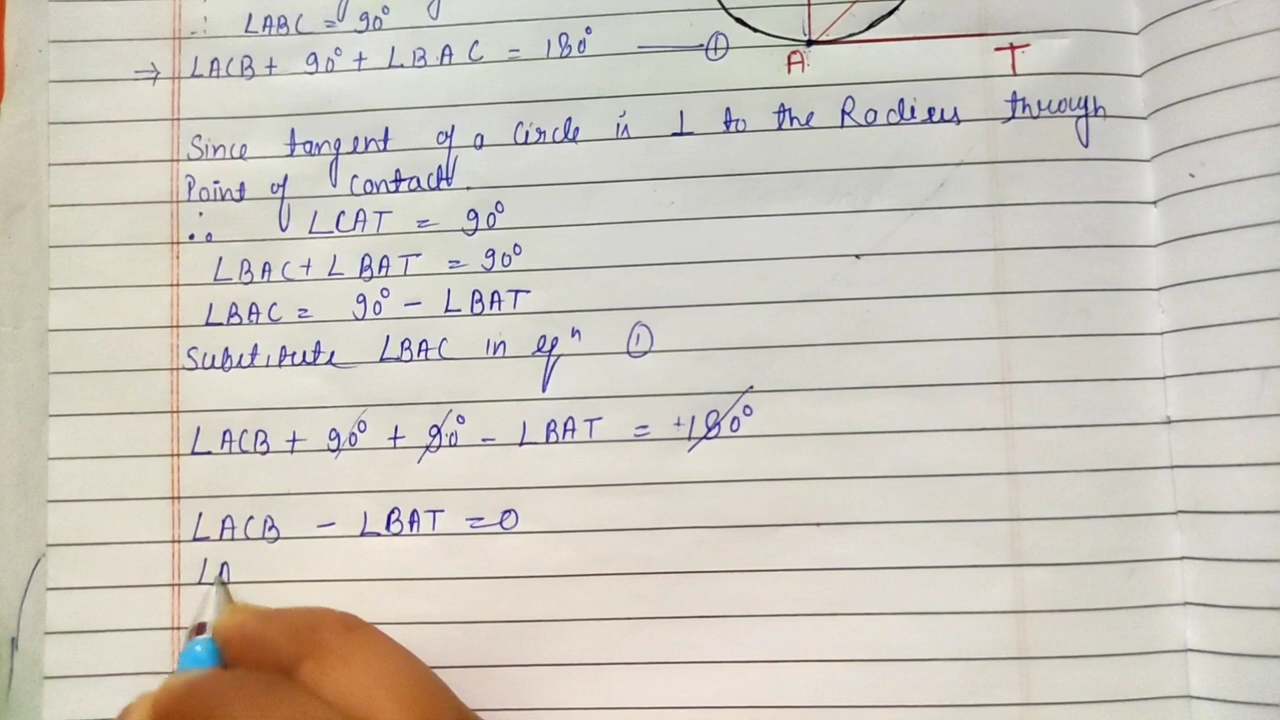 ∴ ∠ABC = 90°
⇒ ∠ACB + 90° + ∠BAC = 180° — ①
A
T
Since tangent of a Circle is ⊥ to the Radius through
Point of contact.
∴ ∠CAT = 90°
∠BAC + ∠BAT = 90°
∠BAC = 90° - ∠BAT
Substitute ∠BAC in eqⁿ ①
∠ACB + 90° + 90° - ∠BAT = +180°
∠ACB - ∠BAT = 0
∠A